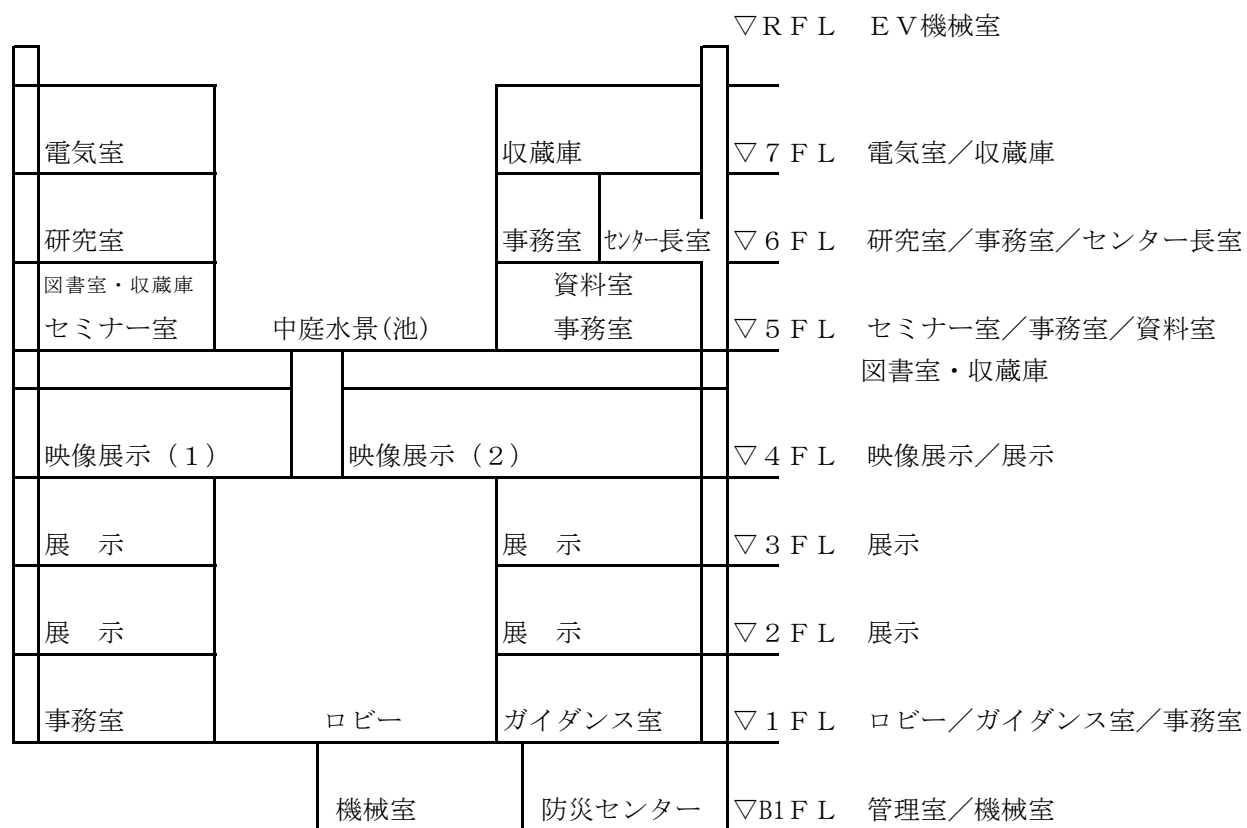 ▽ＲＦＬ　ＥＶ機械室
電気室　収蔵庫　▽７ＦＬ　電気室／収蔵庫
研究室　事務室　ｾﾝﾀｰ長室　▽６ＦＬ　研究室／事務室／センター長室
図書室・収蔵庫　資料室
セミナー室　中庭水景(池)　事務室　▽５ＦＬ　セミナー室／事務室／資料室
図書室・収蔵庫
映像展示（１）　映像展示（２）　▽４ＦＬ　映像展示／展示
展　示　展　示　▽３ＦＬ　展示
展　示　展　示　▽２ＦＬ　展示
事務室　ロビー　ガイダンス室　▽１ＦＬ　ロビー／ガイダンス室／事務室
機械室　防災センター　▽B1ＦＬ　管理室／機械室